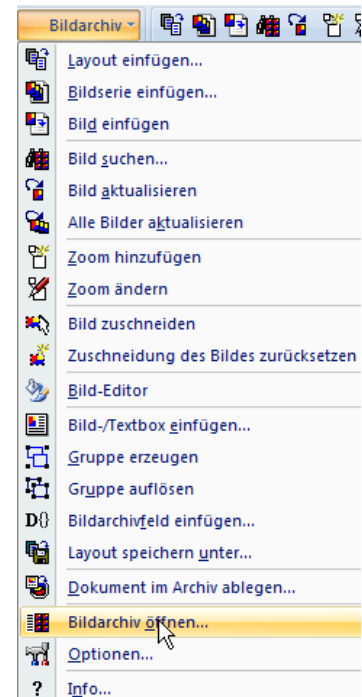 Bildarchiv
Layout einfügen...
Bildserie einfügen...
Bild einfügen
Bild suchen...
Bild aktualisieren
Alle Bilder aktualisieren
Zoom hinzufügen
Zoom ändern
Bild zuschneiden
Zuschneidung des Bildes zurücksetzen
Bild-Editor
Bild-/Textbox einfügen...
Gruppe erzeugen
Gruppe auflösen
D{} Bildarchivfeld einfügen...
Layout speichern unter...
Dokument im Archiv ablegen...
Bildarchiv öffnen...
Optionen...
? Info...